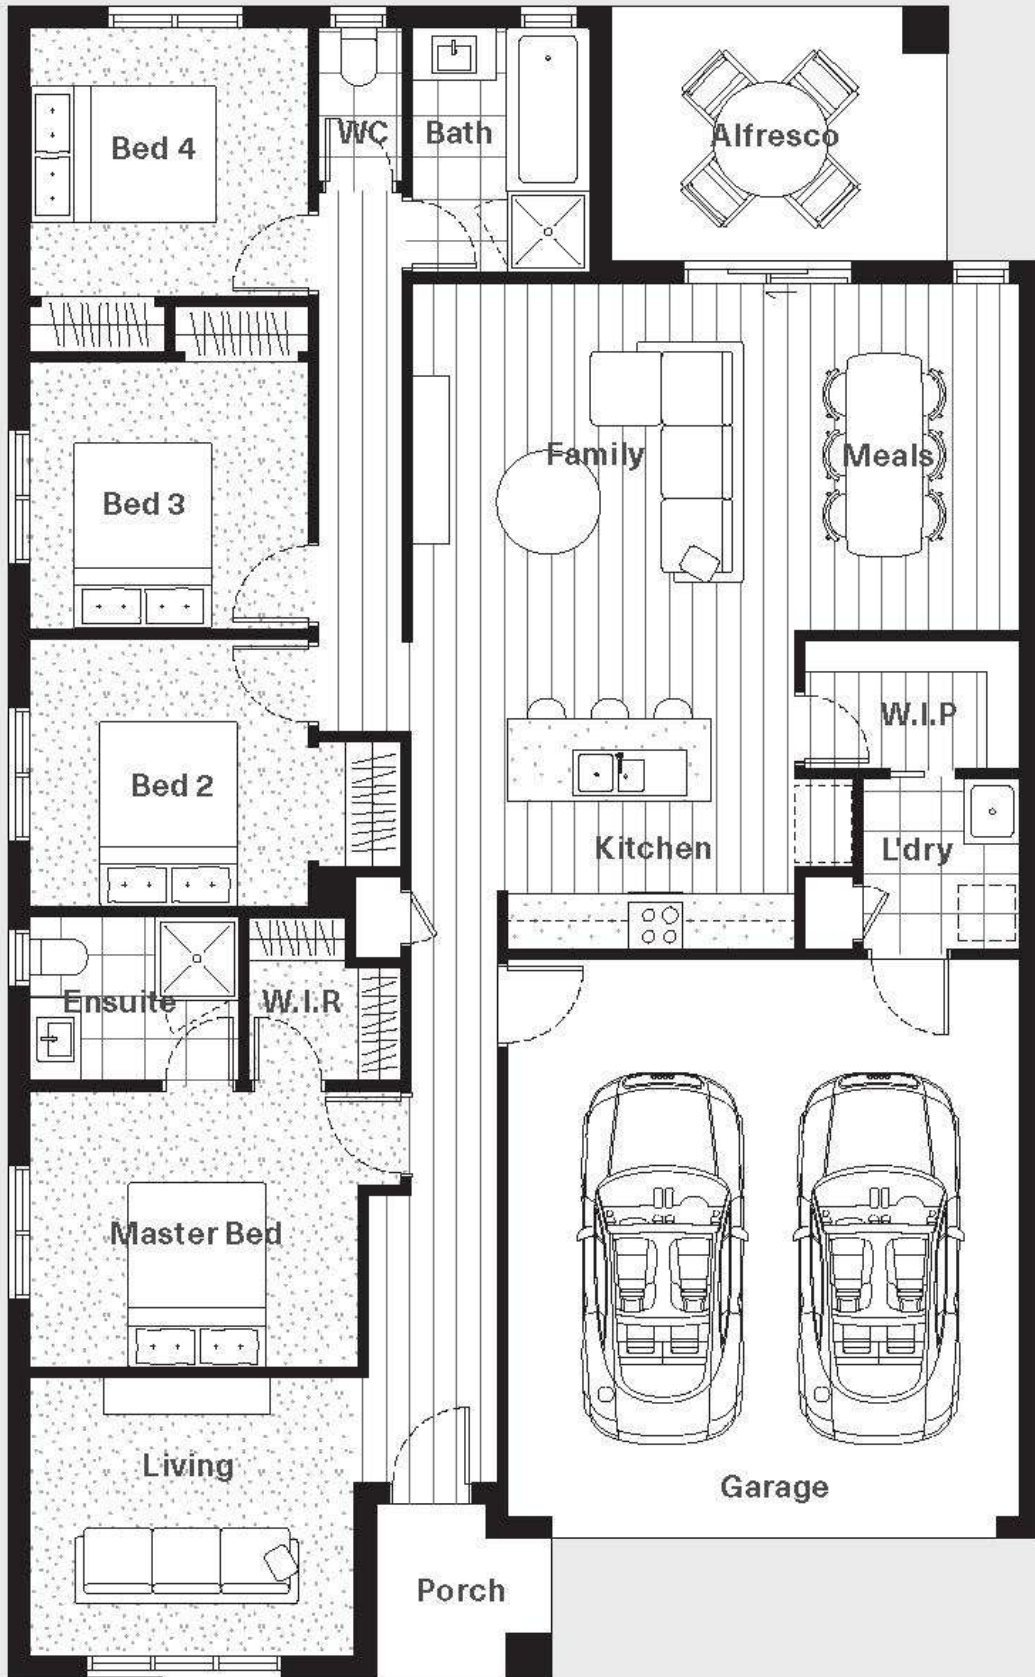 Bed 4
WC
Bath
Alfresco
Family
Meals
Bed 3
W.I.P
Bed 2
Kitchen
L'dry
Ensuite
W.I.R
Master Bed
Living
Garage
Porch